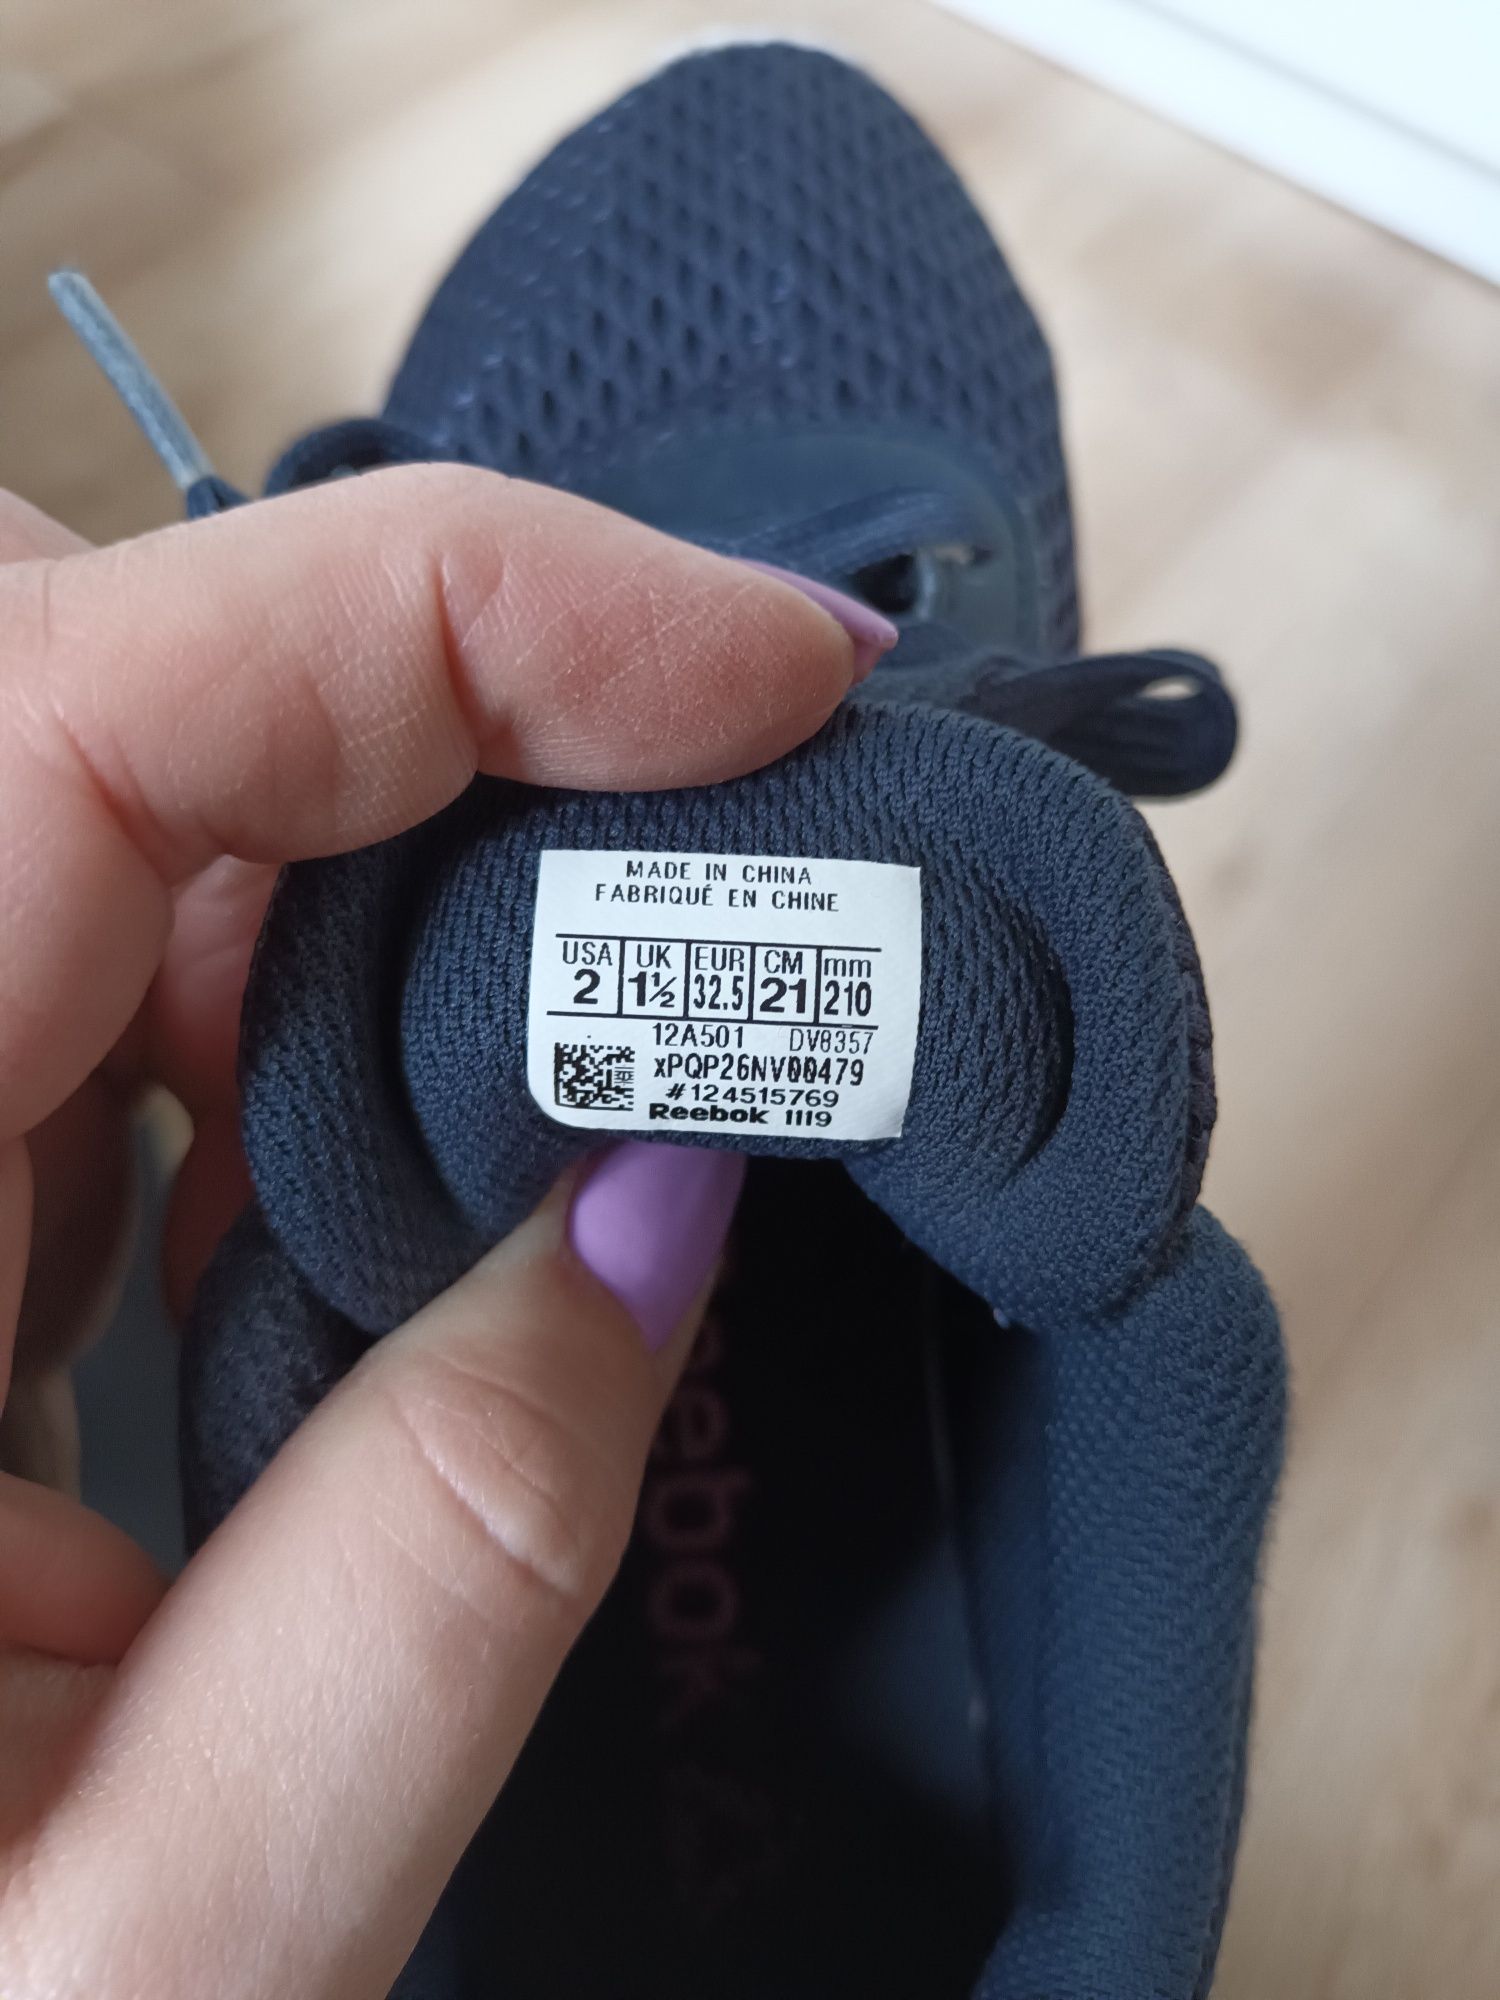 MADE IN CHINA
FABRIQUÉ EN CHINE
USA UK EUR CM mm
2 1½ 32.5 21 210
12A501 DV8357
xPQP26NV00479
#124515769
Reebok 1119
Reebok